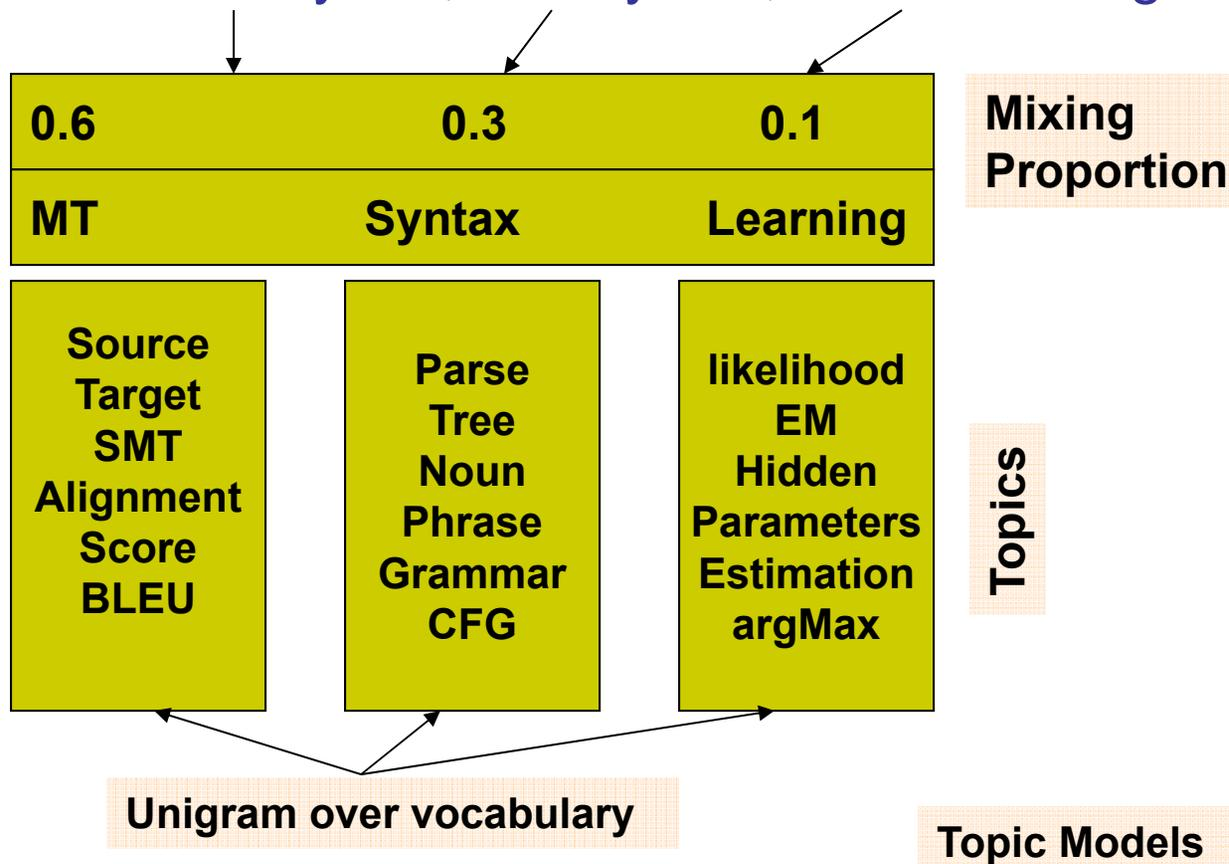 0.6 0.3 0.1
Mixing
Proportion
MT Syntax Learning
Source
Target
SMT
Alignment
Score
BLEU
Parse
Tree
Noun
Phrase
Grammar
CFG
likelihood
EM
Hidden
Parameters
Estimation
argMax
Topics
Unigram over vocabulary
Topic Models